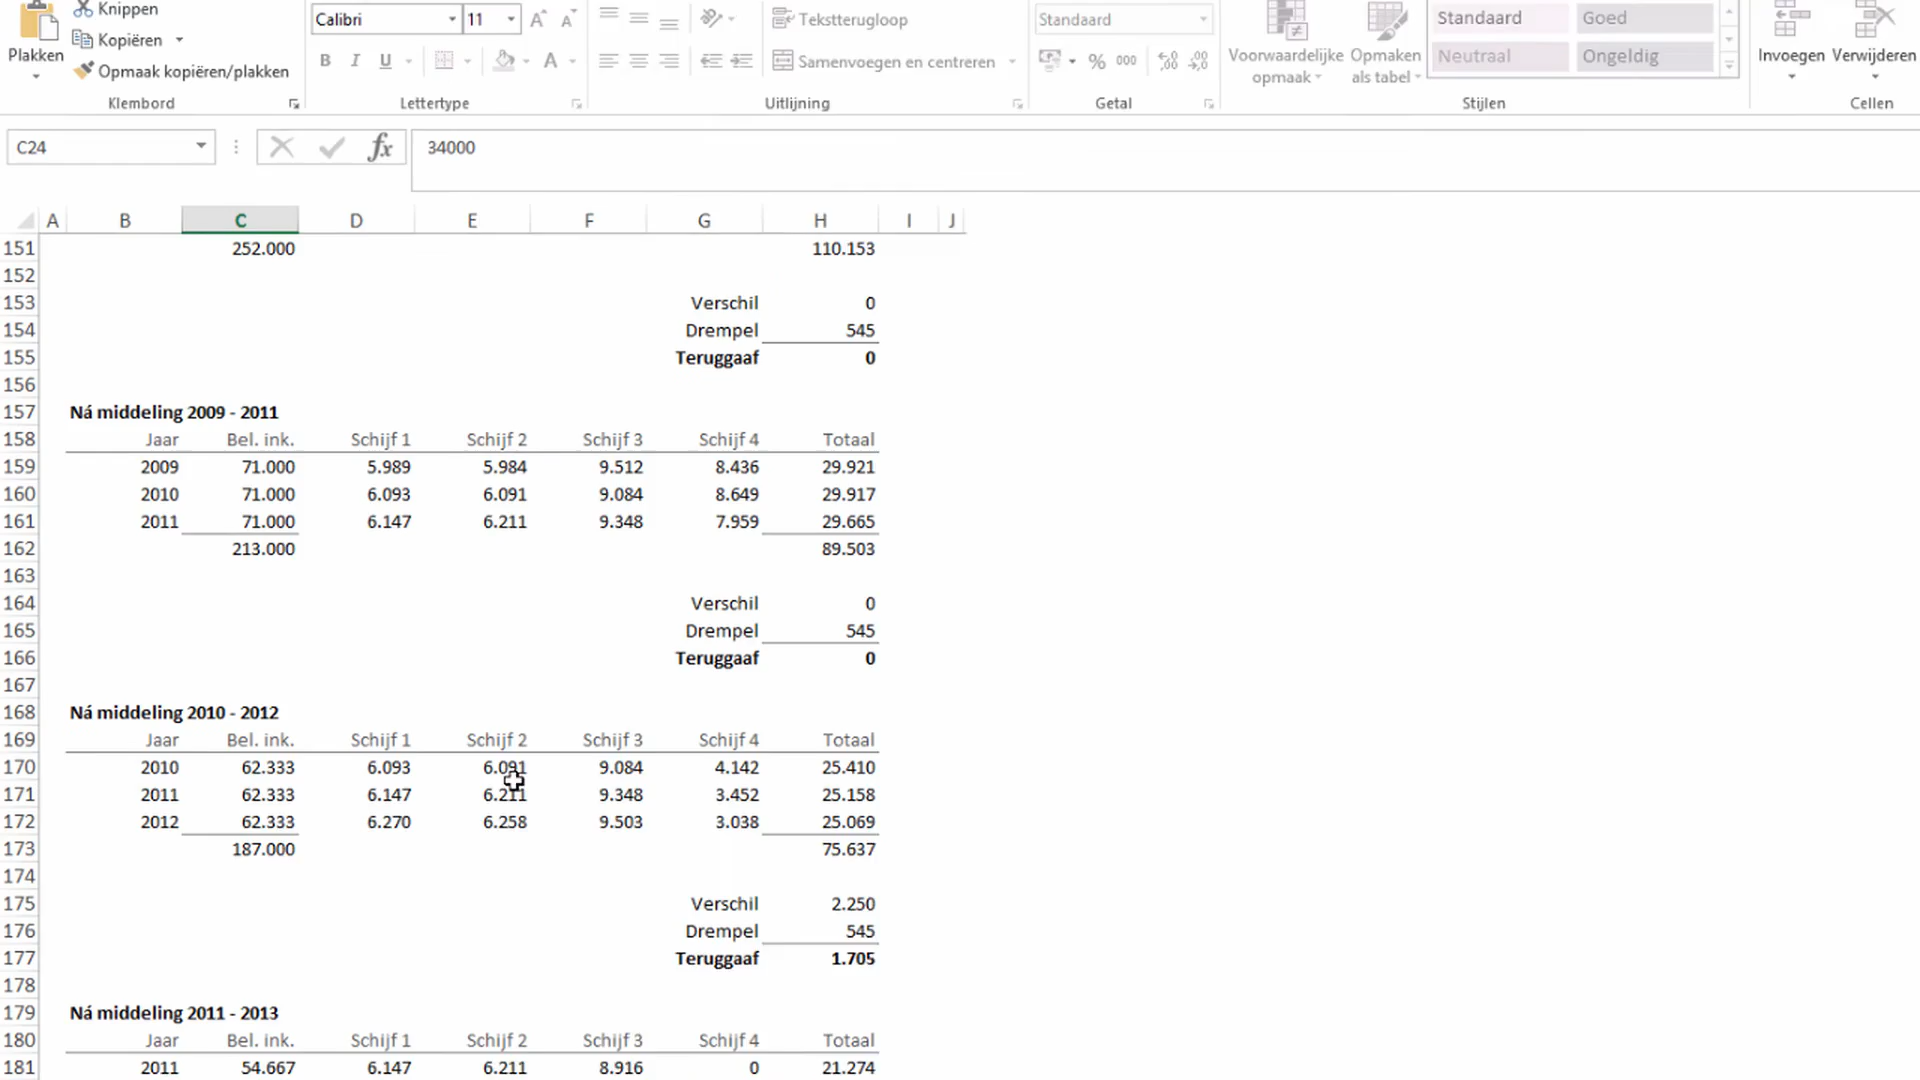 Knippen
Calibri 11 A A Tekstterugloop Standaard Standaard Goed
Kopiëren
Plakken Opmaak kopiëren/plakken B I U A Samenvoegen en centreren % 000 Voorwaardelijke opmaak Opmaken als tabel Neutraal Ongeldig Invoegen Verwijderen
Klembord Lettertype Uitlijning Getal Stijlen Cellen
C24 fx 34000
A B C D E F G H I J
151 252.000 110.153
152
153 Verschil 0
154 Drempel 545
155 Teruggaaf 0
156
157 Ná middeling 2009 - 2011
158 Jaar Bel. ink. Schijf 1 Schijf 2 Schijf 3 Schijf 4 Totaal
159 2009 71.000 5.989 5.984 9.512 8.436 29.921
160 2010 71.000 6.093 6.091 9.084 8.649 29.917
161 2011 71.000 6.147 6.211 9.348 7.959 29.665
162 213.000 89.503
163
164 Verschil 0
165 Drempel 545
166 Teruggaaf 0
167
168 Ná middeling 2010 - 2012
169 Jaar Bel. ink. Schijf 1 Schijf 2 Schijf 3 Schijf 4 Totaal
170 2010 62.333 6.093 6.091 9.084 4.142 25.410
171 2011 62.333 6.147 6.211 9.348 3.452 25.158
172 2012 62.333 6.270 6.258 9.503 3.038 25.069
173 187.000 75.637
174
175 Verschil 2.250
176 Drempel 545
177 Teruggaaf 1.705
178
179 Ná middeling 2011 - 2013
180 Jaar Bel. ink. Schijf 1 Schijf 2 Schijf 3 Schijf 4 Totaal
181 2011 54.667 6.147 6.211 8.916 0 21.274